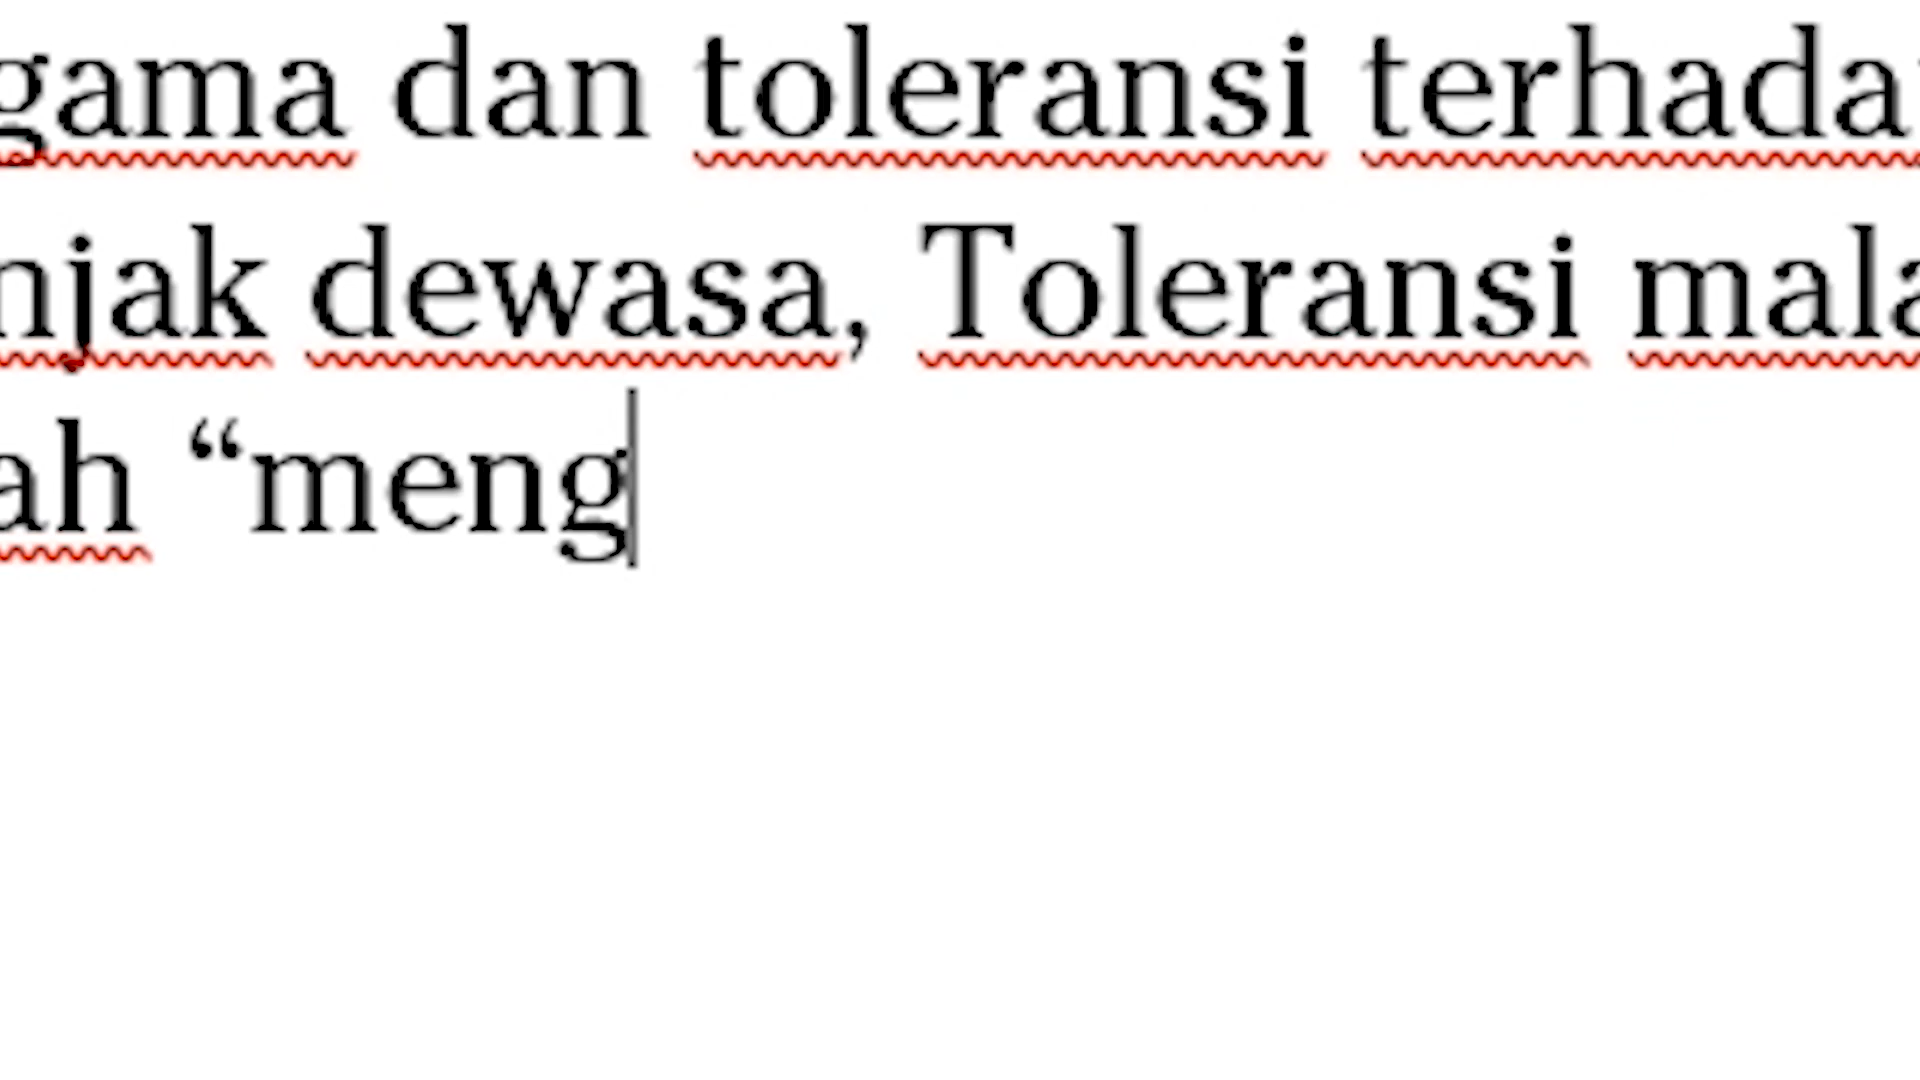 gama dan toleransi terhada
njak dewasa, Toleransi mala
ah “meng